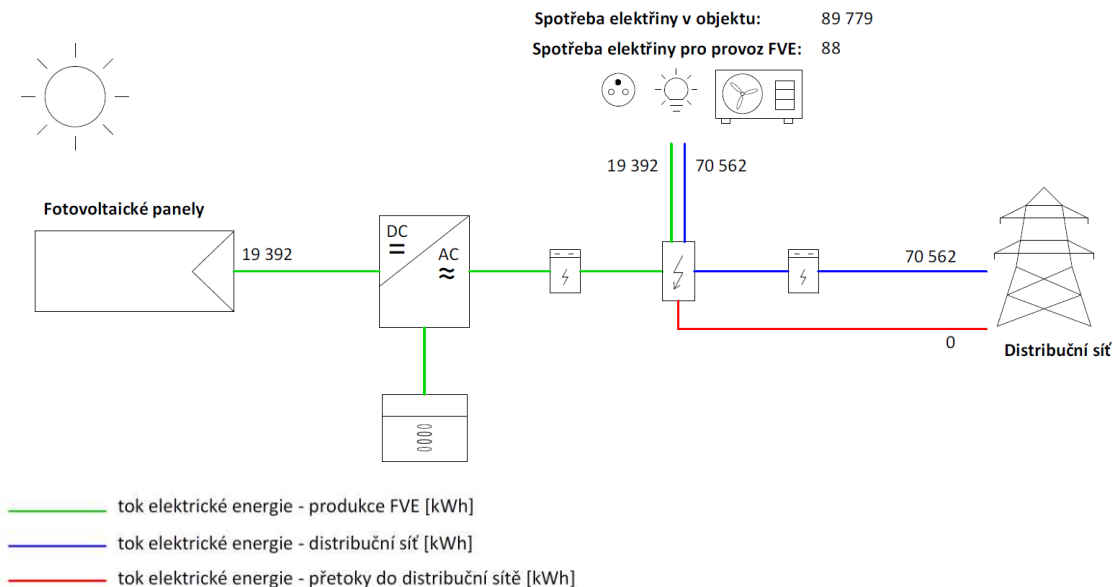 Spotřeba elektřiny v objektu: 89 779
Spotřeba elektřiny pro provoz FVE: 88
19 392 70 562
Fotovoltaické panely
19 392
DC
AC
70 562
0
Distribuční síť
tok elektrické energie - produkce FVE [kWh]
tok elektrické energie - distribuční síť [kWh]
tok elektrické energie - přetoky do distribuční sítě [kWh]